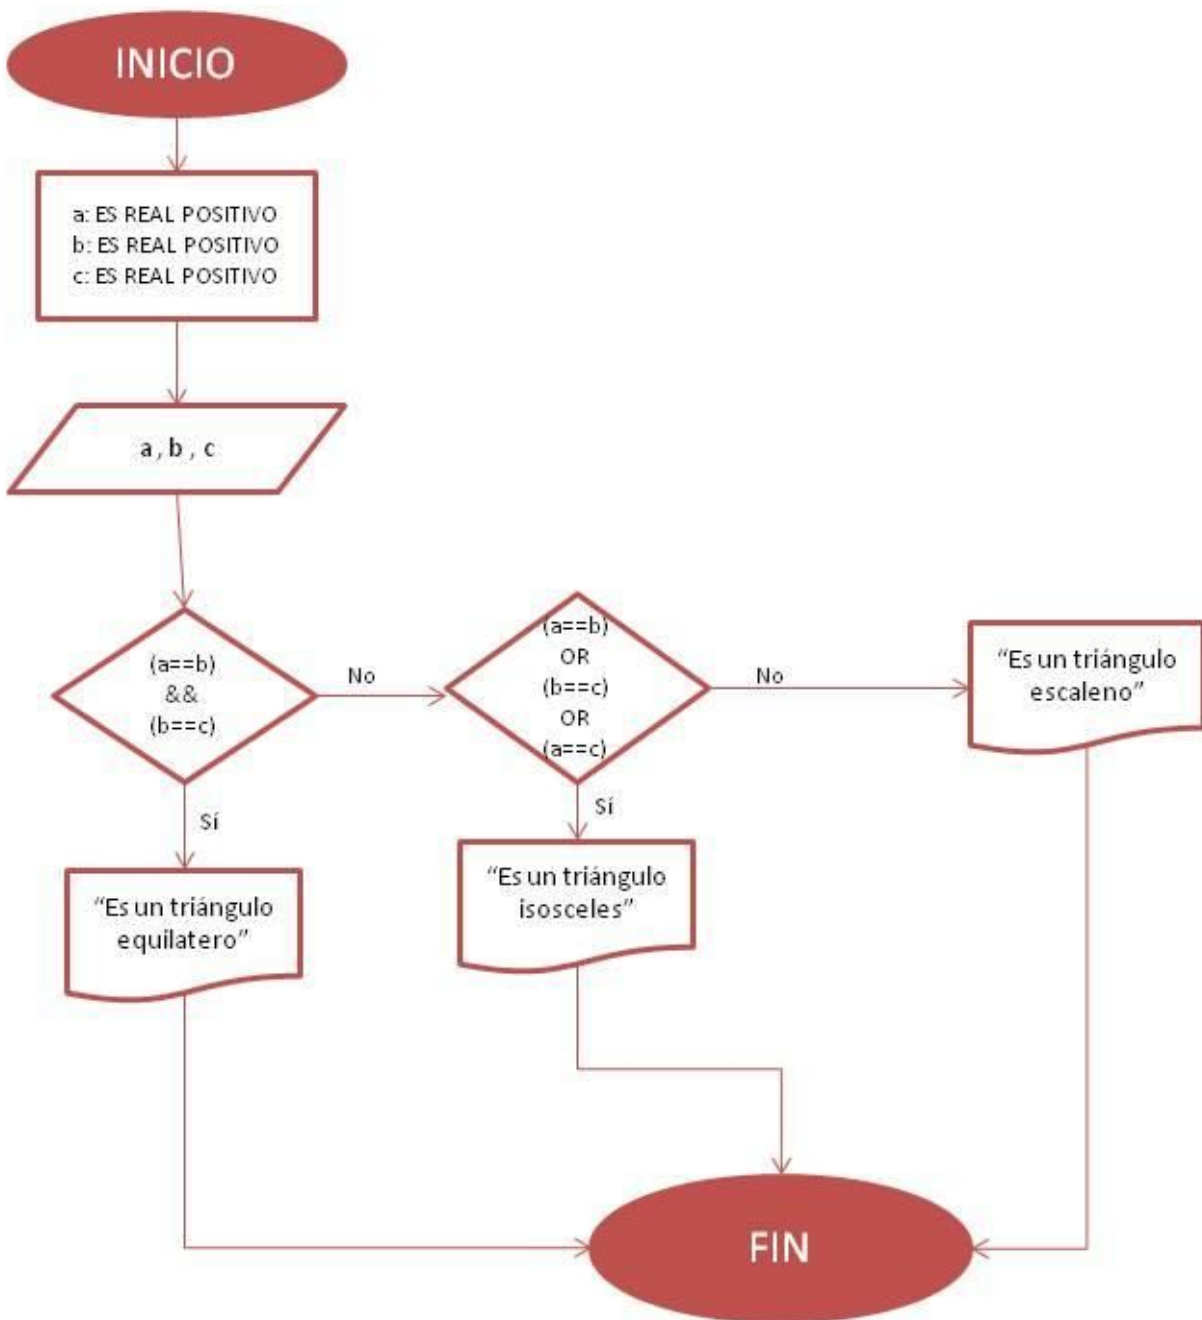 INICIO
a: ES REAL POSITIVO
b: ES REAL POSITIVO
c: ES REAL POSITIVO
a , b , c
(a==b)
&&
(b==c)
No
(a==b)
OR
(b==c)
OR
(a==c)
No
“Es un triángulo
escaleno”
Sí
“Es un triángulo
equilatero”
Sí
“Es un triángulo
isosceles”
FIN